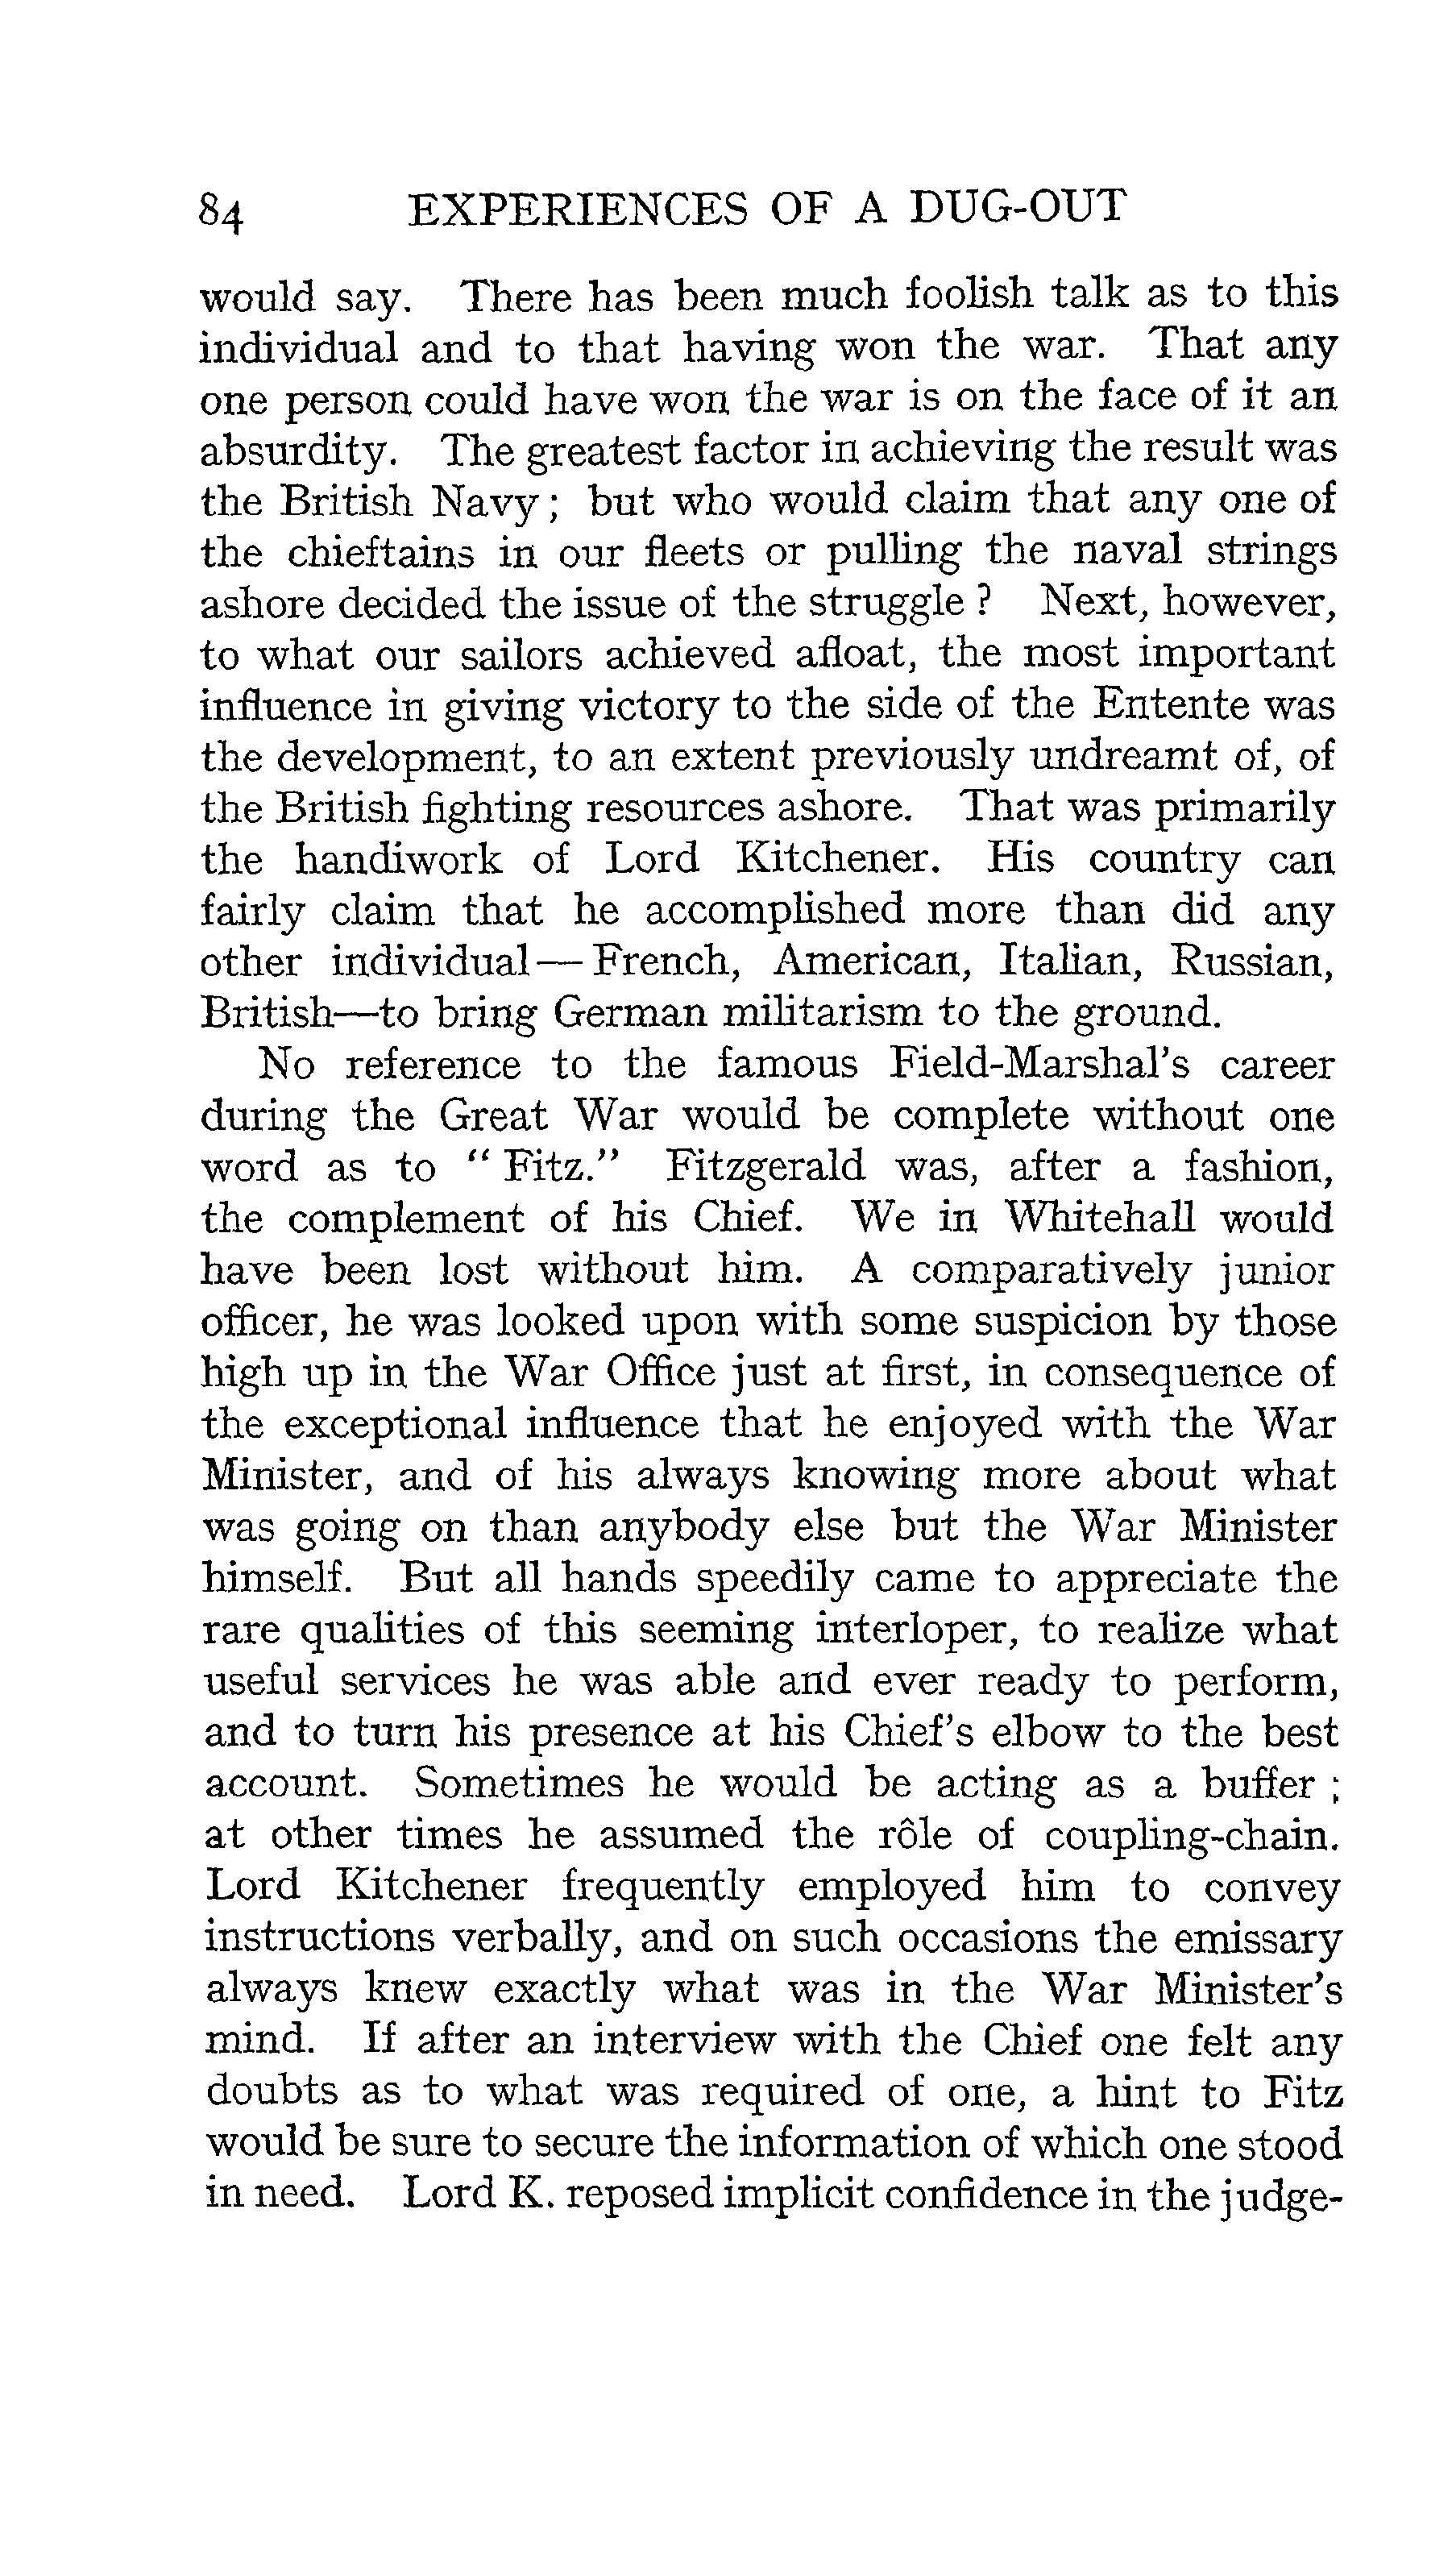 84 EXPERIENCES OF A DUG-OUT
would say. There has been much foolish talk as to this
individual and to that having won the war. That any
one person could have won the war is on the face of it an
absurdity. The greatest factor in achieving the result was
the British Navy; but who would claim that any one of
the chieftains in our fleets or pulling the naval strings
ashore decided the issue of the struggle ? Next, however,
to what our sailors achieved afloat, the most important
influence in giving victory to the side of the Entente was
the development, to an extent previously undreamt of, of
the British fighting resources ashore. That was primarily
the handiwork of Lord Kitchener. His country can
fairly claim that he accomplished more than did any
other individual—French, American, Italian, Russian,
British—to bring German militarism to the ground.
No reference to the famous Field-Marshal's career
during the Great War would be complete without one
word as to “ Fitz.” Fitzgerald was, after a fashion,
the complement of his Chief. We in Whitehall would
have been lost without him. A comparatively junior
officer, he was looked upon with some suspicion by those
high up in the War Office just at first, in consequence of
the exceptional influence that he enjoyed with the War
Minister, and of his always knowing more about what
was going on than anybody else but the War Minister
himself. But all hands speedily came to appreciate the
rare qualities of this seeming interloper, to realize what
useful services he was able and ever ready to perform,
and to turn his presence at his Chief's elbow to the best
account. Sometimes he would be acting as a buffer ;
at other times he assumed the rôle of coupling-chain.
Lord Kitchener frequently employed him to convey
instructions verbally, and on such occasions the emissary
always knew exactly what was in the War Minister's
mind. If after an interview with the Chief one felt any
doubts as to what was required of one, a hint to Fitz
would be sure to secure the information of which one stood
in need. Lord K. reposed implicit confidence in the judge-